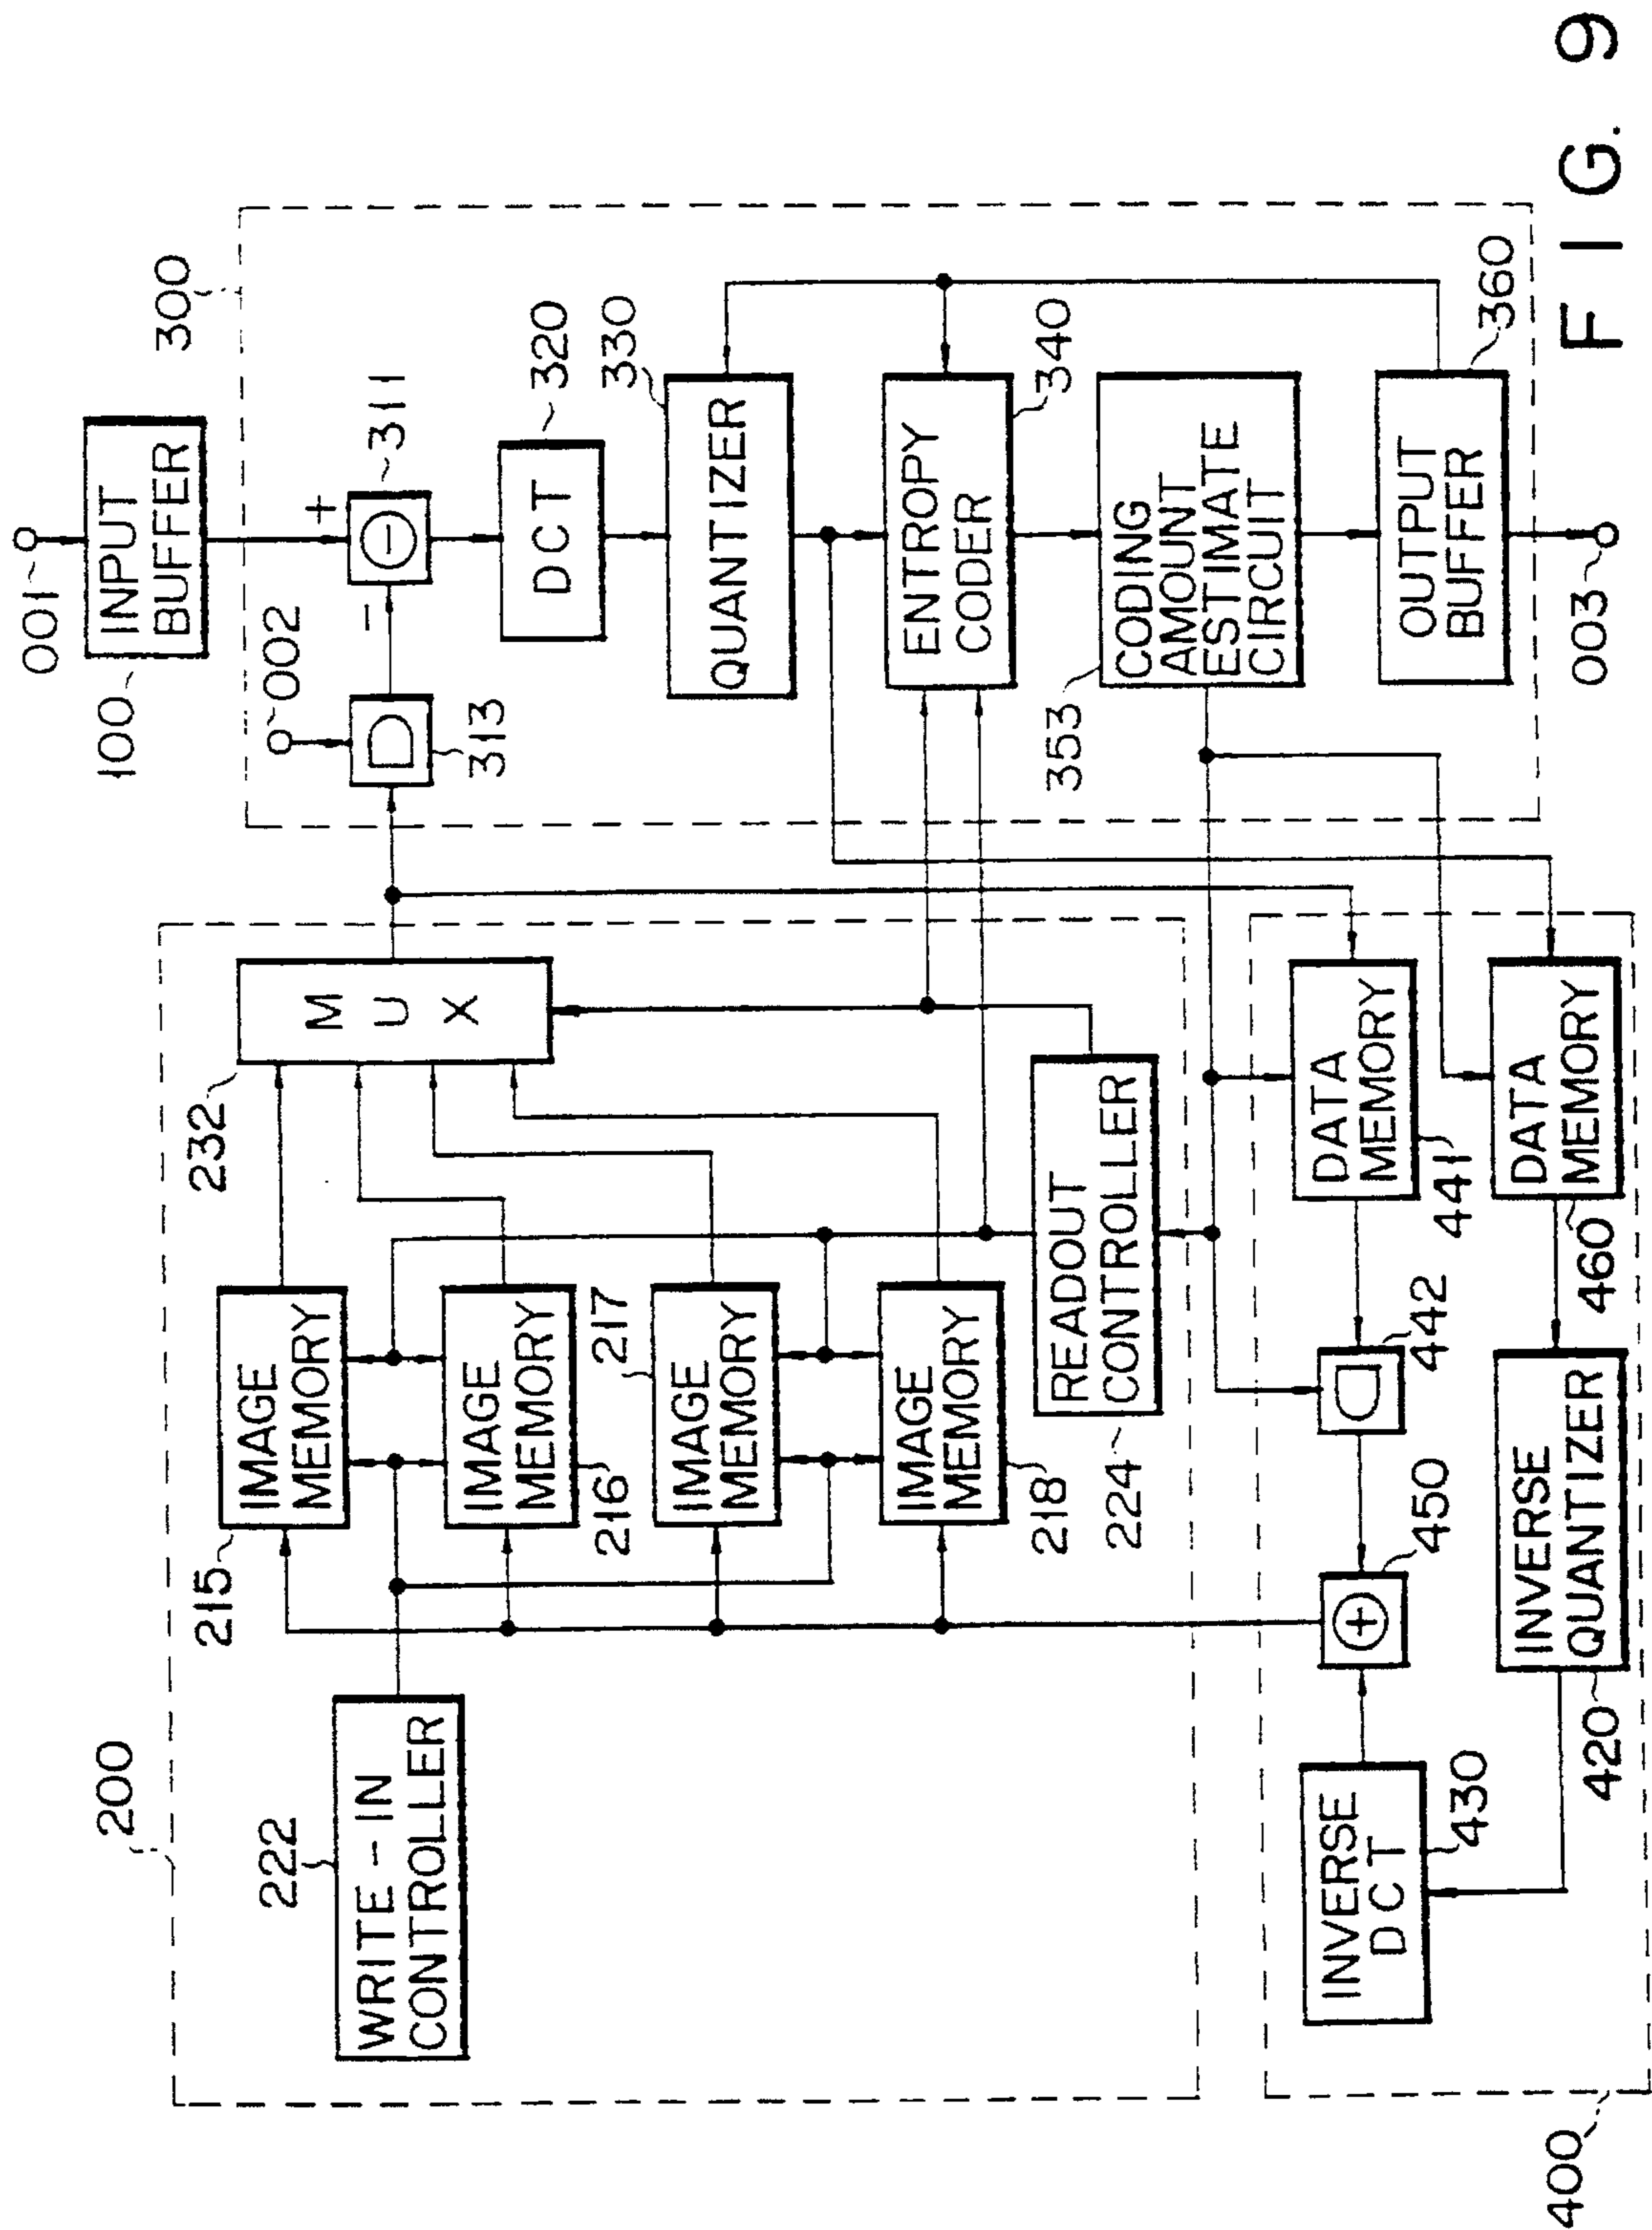 001
INPUT
BUFFER
100
300
+
311
−
002
313
DCT
320
330
QUANTIZER
ENTROPY
CODER
340
CODING
AMOUNT
ESTIMATE
CIRCUIT
353
OUTPUT
BUFFER
360
003
200
MUX
232
IMAGE
MEMORY
215
IMAGE
MEMORY
216
217
IMAGE
MEMORY
IMAGE
MEMORY
218
222
WRITE-IN
CONTROLLER
READOUT
CONTROLLER
224
DATA
MEMORY
441
DATA
MEMORY
460
442
450
+
INVERSE
QUANTIZER
420
INVERSE
DCT
430
400
FIG. 9